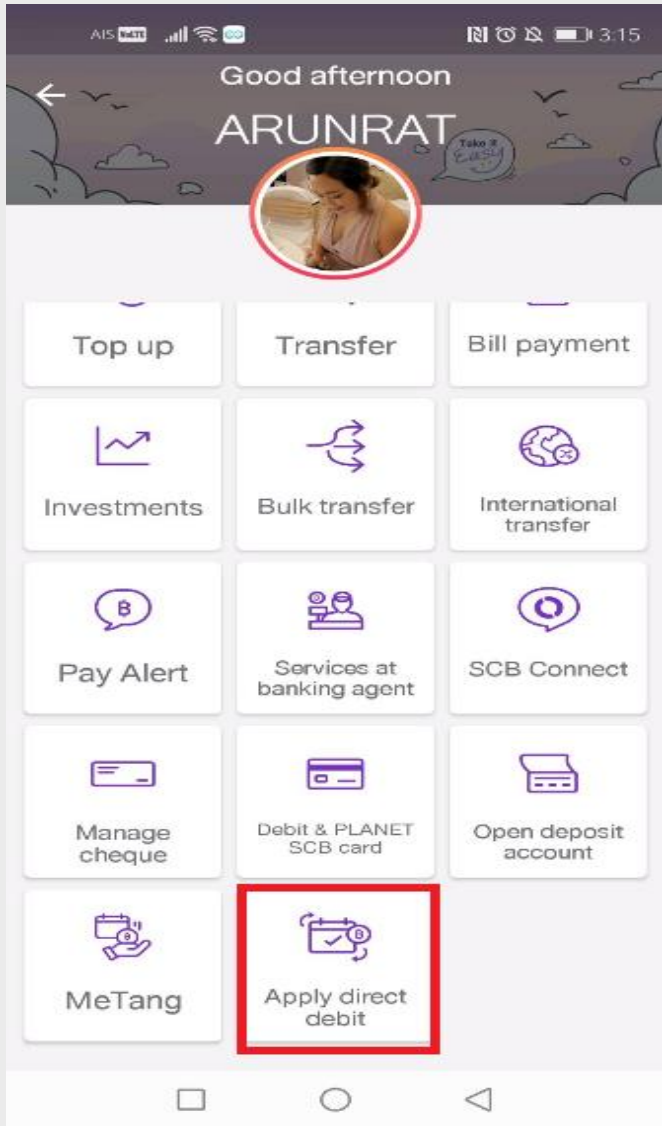 AIS VoLTE 3:15
Good afternoon
ARUNRAT
Take it
Easy
Top up
Transfer
Bill payment
Investments
Bulk transfer
International
transfer
฿
Pay Alert
Services at
banking agent
SCB Connect
Manage
cheque
Debit & PLANET
SCB card
Open deposit
account
MeTang
Apply direct
debit